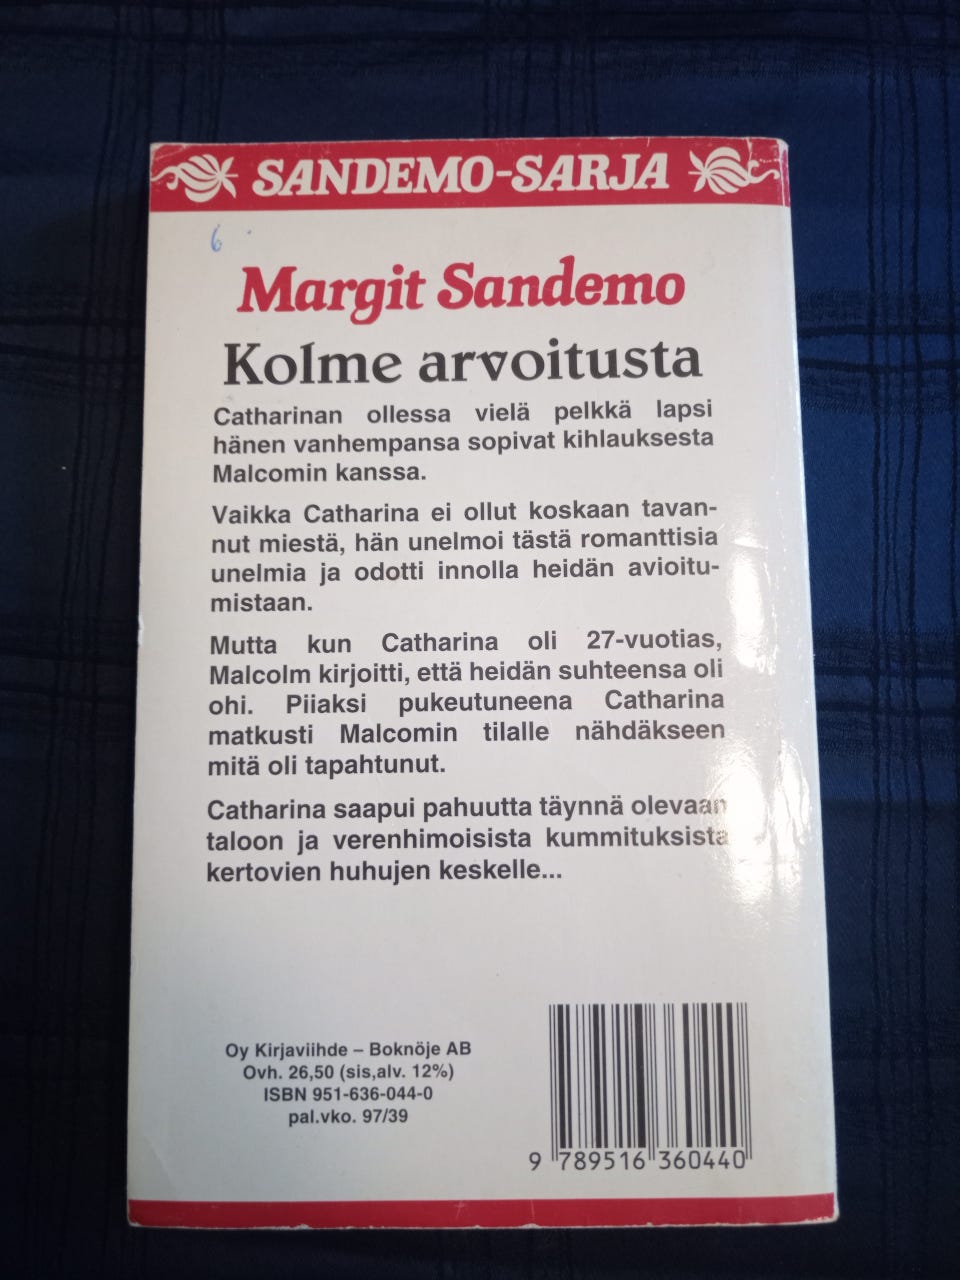 SANDEMO-SARJA
6
Margit Sandemo
Kolme arvoitusta
Catharinan ollessa vielä pelkkä lapsi
hänen vanhempansa sopivat kihlauksesta
Malcomin kanssa.
Vaikka Catharina ei ollut koskaan tavan-
nut miestä, hän unelmoi tästä romanttisia
unelmia ja odotti innolla heidän avioitu-
mistaan.
Mutta kun Catharina oli 27-vuotias,
Malcolm kirjoitti, että heidän suhteensa oli
ohi. Piiaksi pukeutuneena Catharina
matkusti Malcomin tilalle nähdäkseen
mitä oli tapahtunut.
Catharina saapui pahuutta täynnä olevaan
taloon ja verenhimoisista kummituksista
kertovien huhujen keskelle...
Oy Kirjaviihde – Boknöje AB
Ovh. 26,50 (sis,alv. 12%)
ISBN 951-636-044-0
pal.vko. 97/39
9 789516 360440